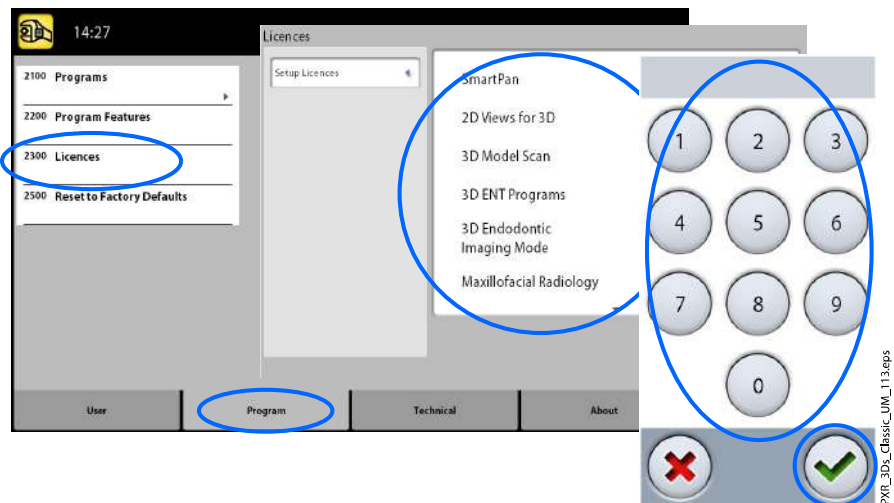 14:27
2100 Programs
2200 Program Features
2300 Licences
2500 Reset to Factory Defaults
Licences
Setup Licences
SmartPan
2D Views for 3D
3D Model Scan
3D ENT Programs
3D Endodontic
Imaging Mode
Maxillofacial Radiology
1 2 3
4 5 6
7 8 9
0
User Program Technical About
PXR_3Ds_Classic_UM_113.eps